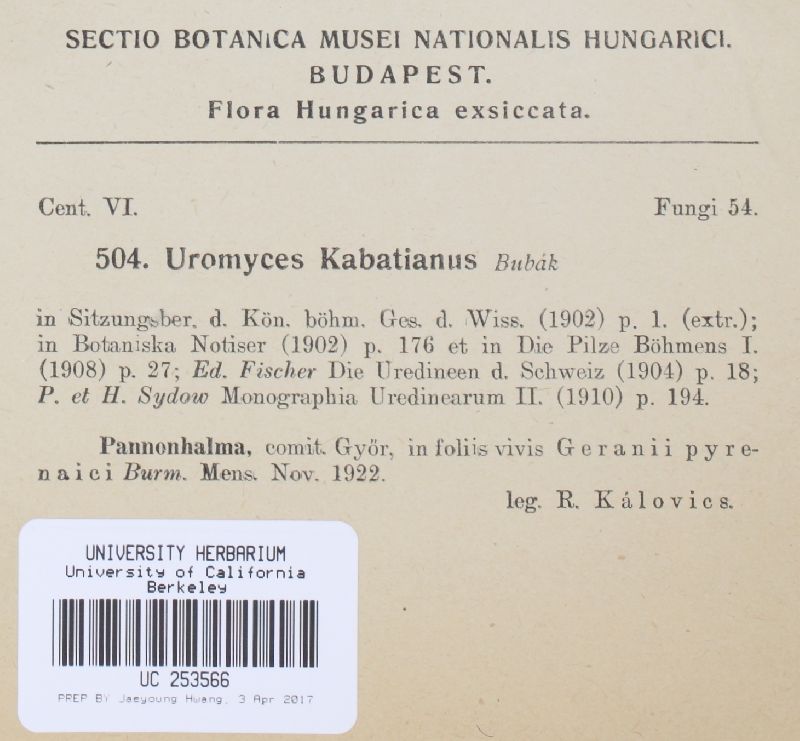 SECTIO BOTANICA MUSEI NATIONALIS HUNGARICI.
BUDAPEST.
Flora Hungarica exsiccata.
Cent. VI. Fungi 54.
504. Uromyces Kabatianus Bubák
in Sitzungsber. d. Kön. böhm. Ges. d. Wiss. (1902) p. 1. (extr.);
in Botaniska Notiser (1902) p. 176 et in Die Pilze Böhmens I.
(1908) p. 27; Ed. Fischer Die Uredineen d. Schweiz (1904) p. 18;
P. et H. Sydow Monographia Uredinearum II. (1910) p. 194.
Pannonhalma, comit. Győr, in foliis vivis Geranii pyre-
naici Burm. Mens. Nov. 1922.
leg. R. Kálovics.
UNIVERSITY HERBARIUM
University of California
Berkeley
UC 253566
PREP BY Jaeyoung Hwang, 3 Apr 2017